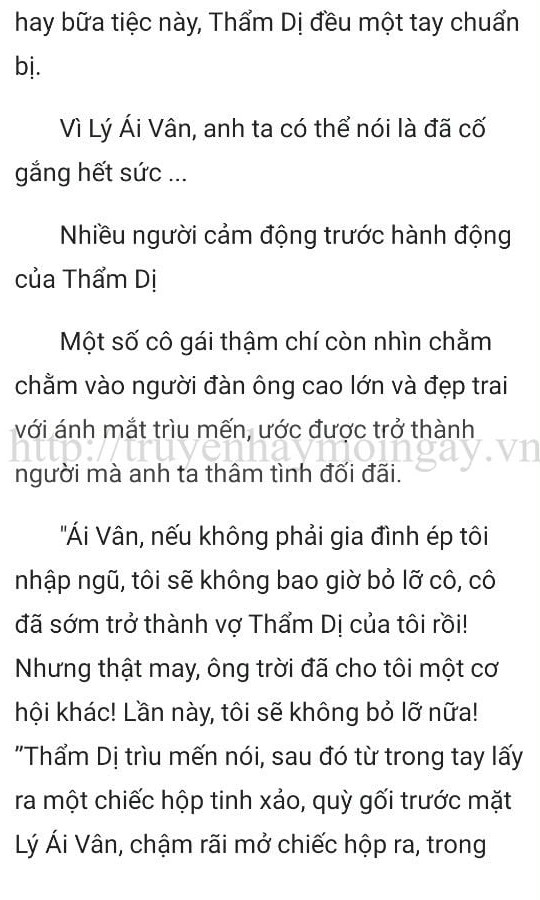 hay bữa tiệc này, Thẩm Dị đều một tay chuẩn
bị.
Vì Lý Ái Vân, anh ta có thể nói là đã cố
gắng hết sức ...
Nhiều người cảm động trước hành động
của Thẩm Dị
Một số cô gái thậm chí còn nhìn chằm
chằm vào người đàn ông cao lớn và đẹp trai
với ánh mắt trìu mến, ước được trở thành
http://truyenhaymoingay.vn
người mà anh ta thâm tình đối đãi.
"Ái Vân, nếu không phải gia đình ép tôi
nhập ngũ, tôi sẽ không bao giờ bỏ lỡ cô, cô
đã sớm trở thành vợ Thẩm Dị của tôi rồi!
Nhưng thật may, ông trời đã cho tôi một cơ
hội khác! Lần này, tôi sẽ không bỏ lỡ nữa!
"Thẩm Dị trìu mến nói, sau đó từ trong tay lấy
ra một chiếc hộp tinh xảo, quỳ gối trước mặt
Lý Ái Vân, chậm rãi mở chiếc hộp ra, trong